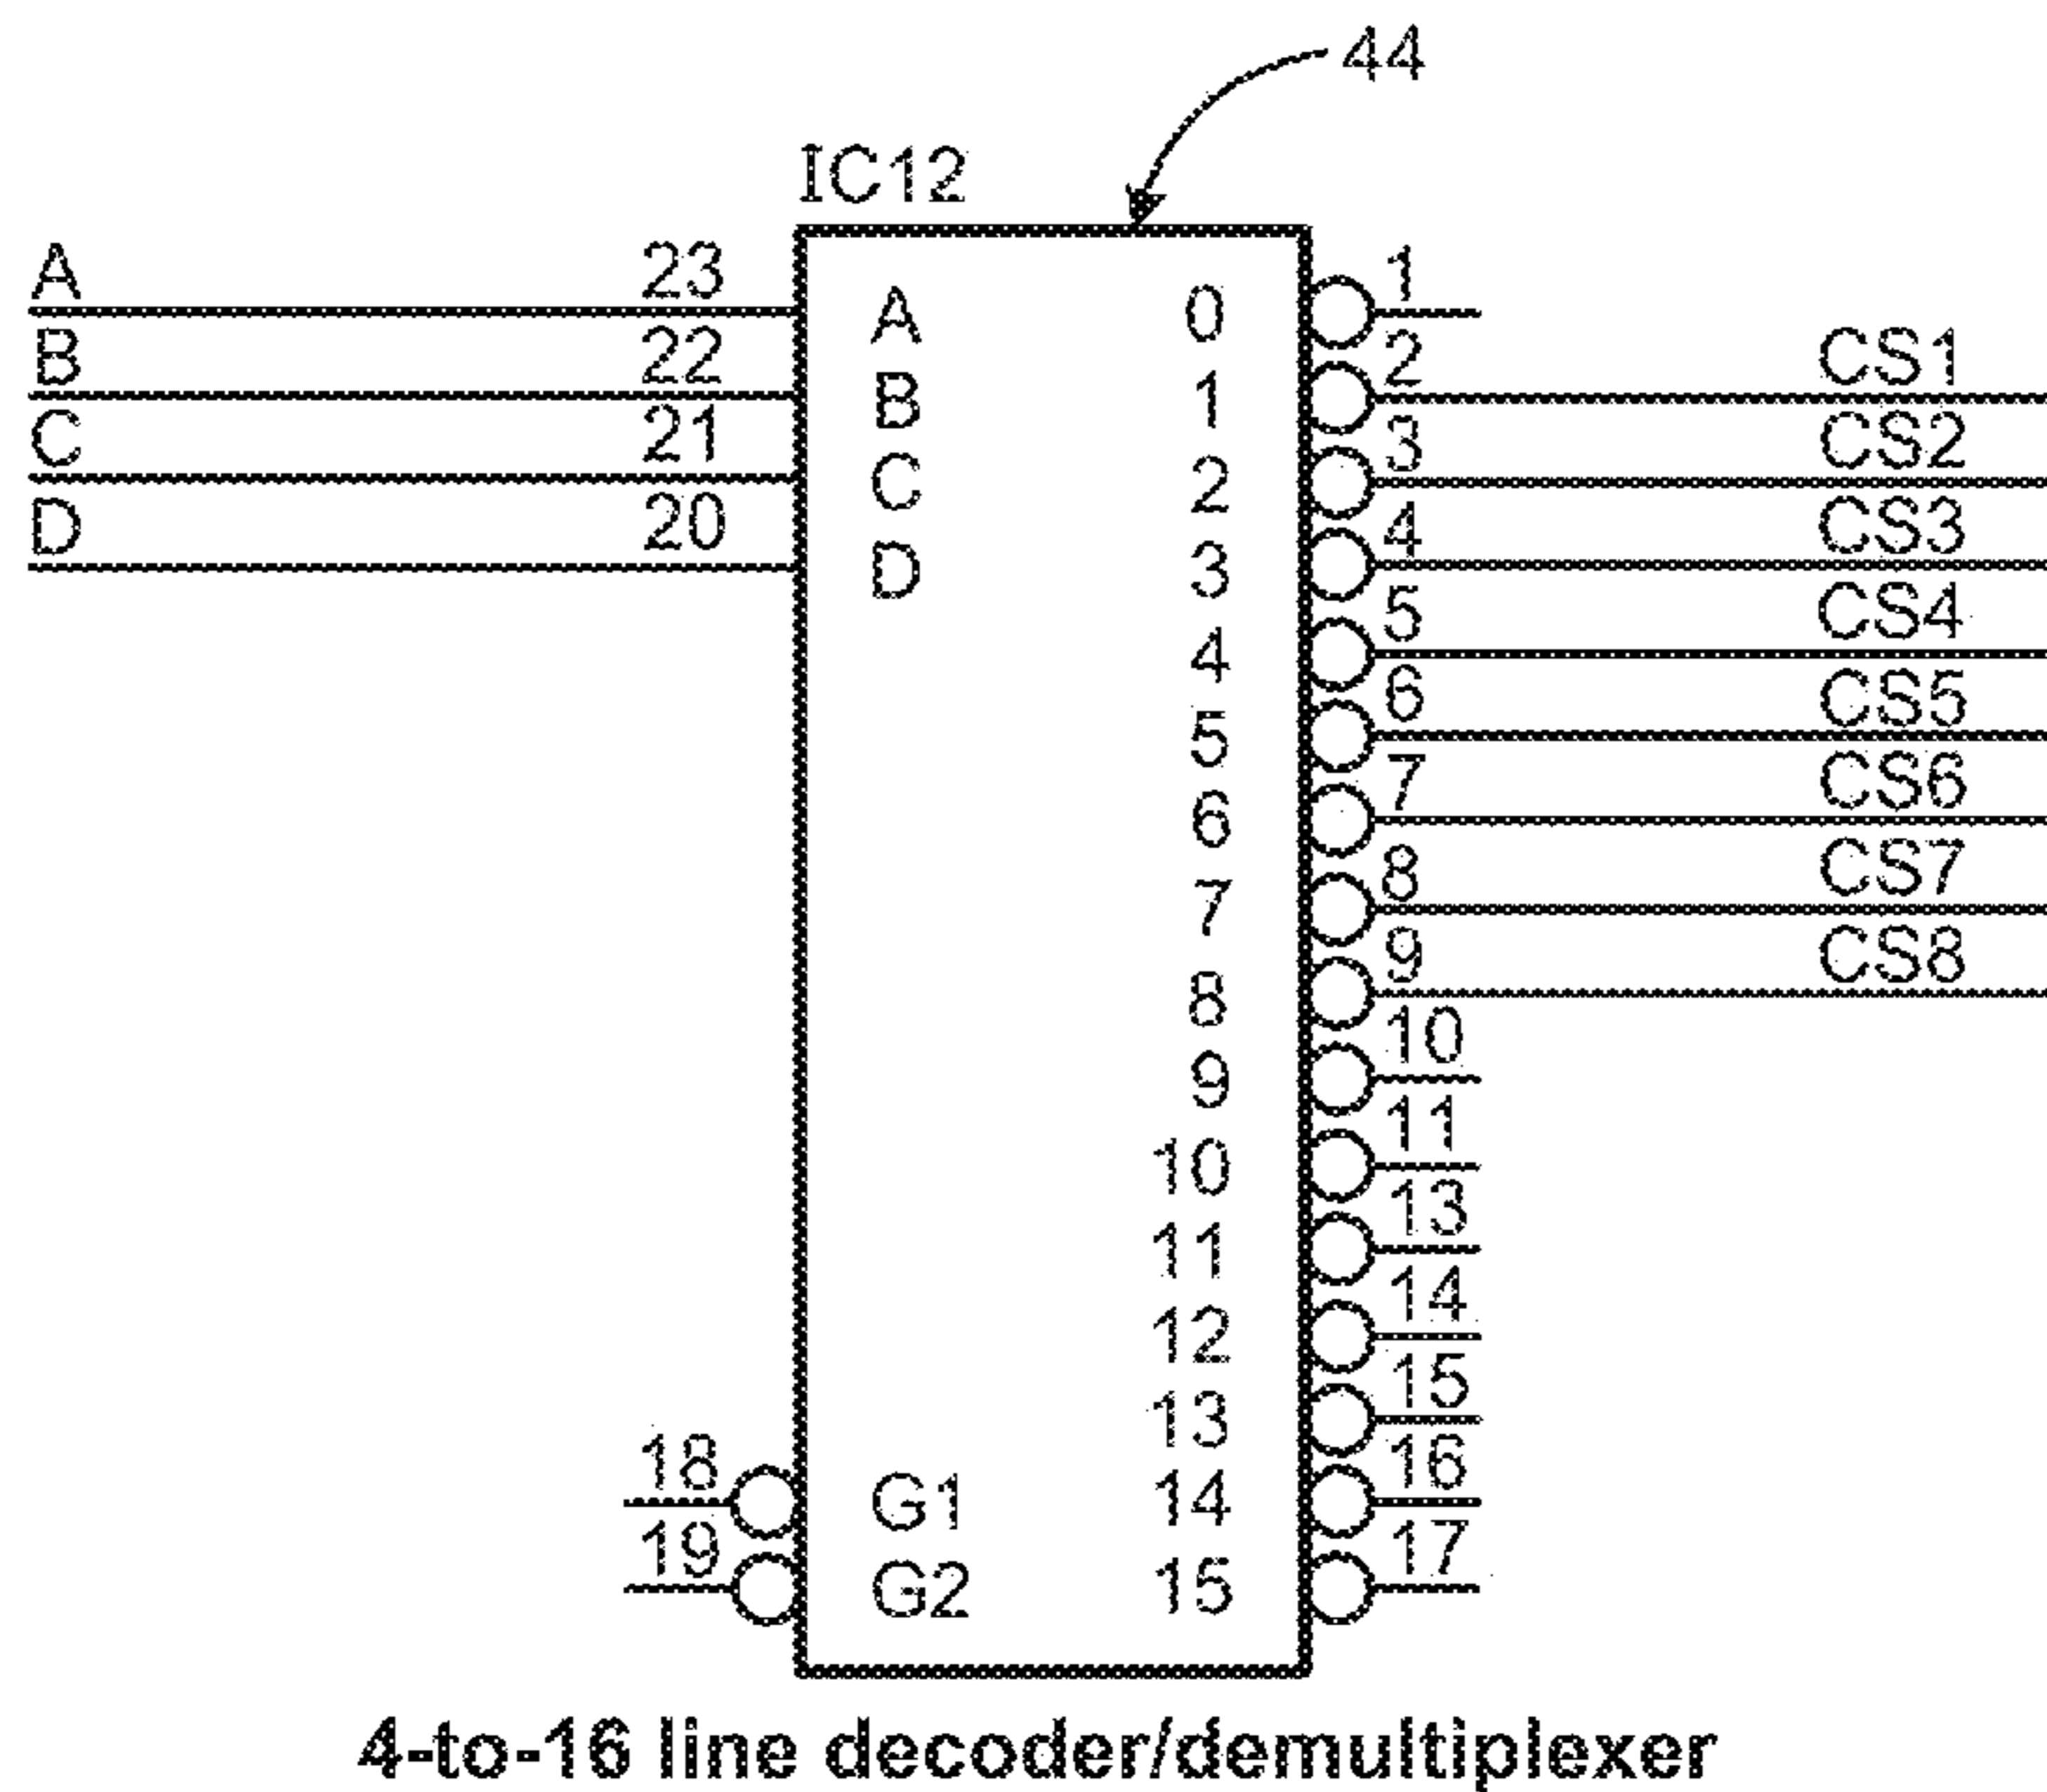 44
IC12
A 23 A 0 1
B 22 B 1 2 CS1
C 21 C 2 3 CS2
D 20 D 3 4 CS3
4 5 CS4
5 6 CS5
6 7 CS6
7 8 CS7
8 9 CS8
9 10
10 11
11 13
12 14
13 15
18 G1 14 16
19 G2 15 17
4-to-16 line decoder/demultiplexer